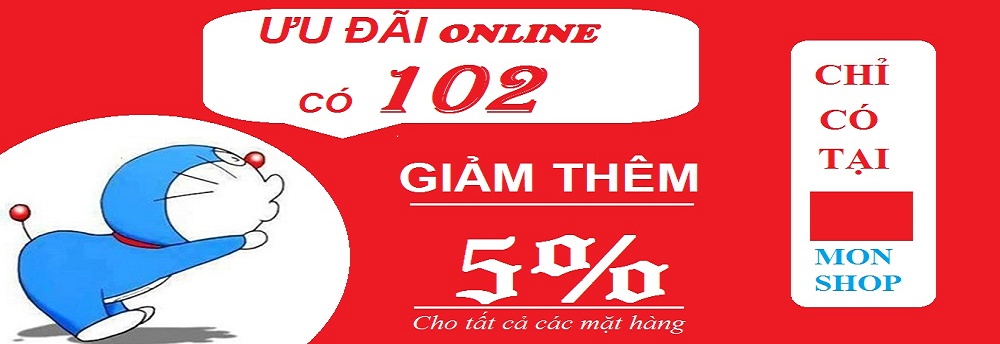 ƯU ĐÃI ONLINE
CÓ 102
GIẢM THÊM
5%
Cho tất cả các mặt hàng
CHỈ
CÓ
TẠI
MON
SHOP